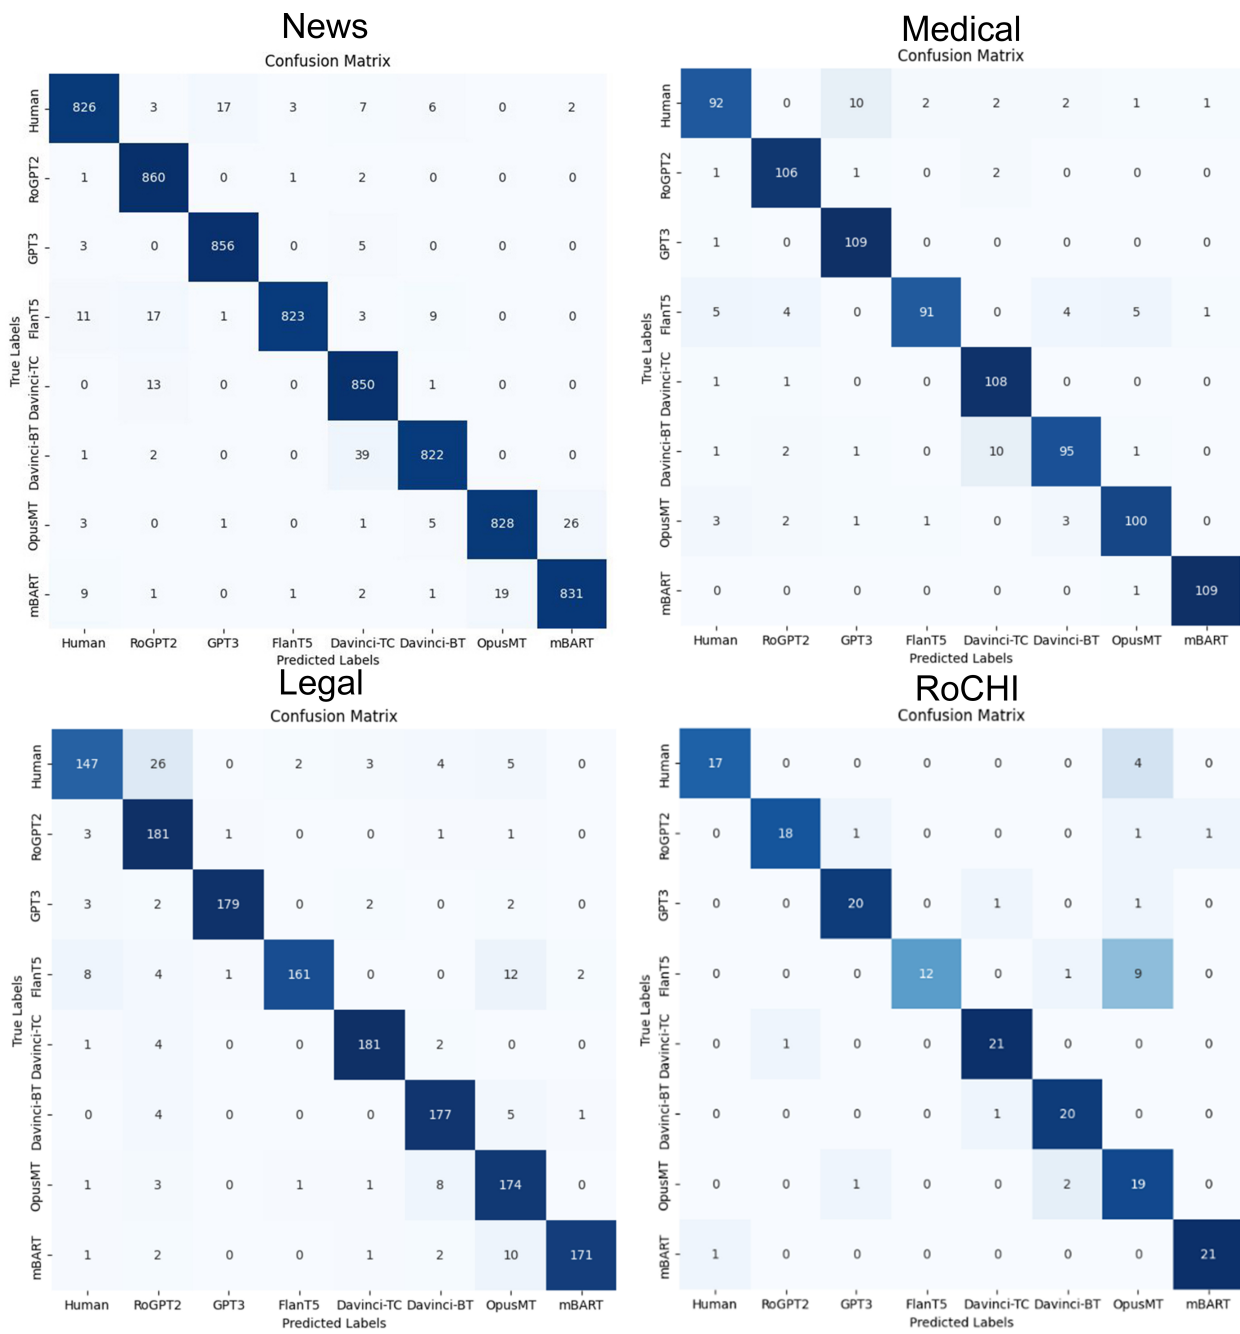 News
Confusion Matrix
True Labels
Human 826 3 17 3 7 6 0 2
RoGPT2 1 860 0 1 2 0 0 0
GPT3 3 0 856 0 5 0 0 0
FlanT5 11 17 1 823 3 9 0 0
Davinci-TC 0 13 0 0 850 1 0 0
Davinci-BT 1 2 0 0 39 822 0 0
OpusMT 3 0 1 0 1 5 828 26
mBART 9 1 0 1 2 1 19 831
Human RoGPT2 GPT3 FlanT5 Davinci-TC Davinci-BT OpusMT mBART
Predicted Labels
Medical
Confusion Matrix
True Labels
Human 92 0 10 2 2 2 1 1
RoGPT2 1 106 1 0 2 0 0 0
GPT3 1 0 109 0 0 0 0 0
FlanT5 5 4 0 91 0 4 5 1
Davinci-TC 1 1 0 0 108 0 0 0
Davinci-BT 1 2 1 0 10 95 1 0
OpusMT 3 2 1 1 0 3 100 0
mBART 0 0 0 0 0 0 1 109
Human RoGPT2 GPT3 FlanT5 Davinci-TC Davinci-BT OpusMT mBART
Predicted Labels
Legal
Confusion Matrix
True Labels
Human 147 26 0 2 3 4 5 0
RoGPT2 3 181 1 0 0 1 1 0
GPT3 3 2 179 0 2 0 2 0
FlanT5 8 4 1 161 0 0 12 2
Davinci-TC 1 4 0 0 181 2 0 0
Davinci-BT 0 4 0 0 0 177 5 1
OpusMT 1 3 0 1 1 8 174 0
mBART 1 2 0 0 1 2 10 171
Human RoGPT2 GPT3 FlanT5 Davinci-TC Davinci-BT OpusMT mBART
Predicted Labels
RoCHI
Confusion Matrix
True Labels
Human 17 0 0 0 0 0 4 0
RoGPT2 0 18 1 0 0 0 1 1
GPT3 0 0 20 0 1 0 1 0
FlanT5 0 0 0 12 0 1 9 0
Davinci-TC 0 1 0 0 21 0 0 0
Davinci-BT 0 0 0 0 1 20 0 0
OpusMT 0 0 1 0 0 2 19 0
mBART 1 0 0 0 0 0 0 21
Human RoGPT2 GPT3 FlanT5 Davinci-TC Davinci-BT OpusMT mBART
Predicted Labels